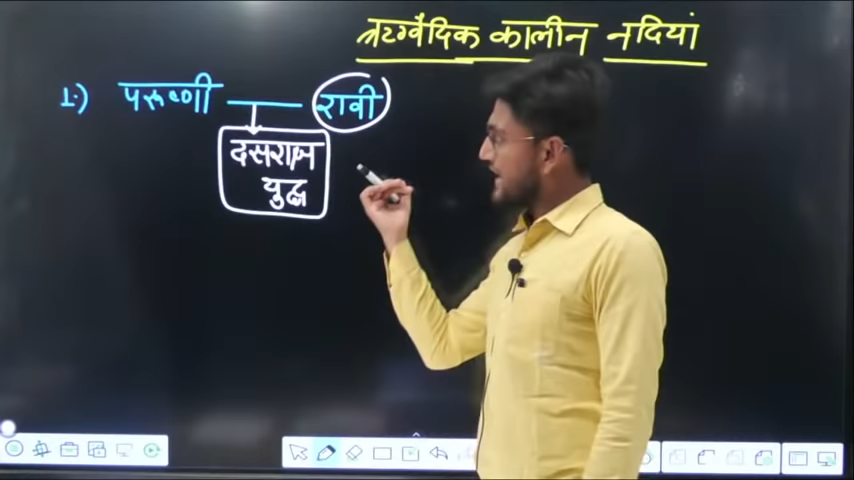 ऋग्वैदिक कालीन नदियां
1.) परूष्णी — रावी
दसराज
युद्ध